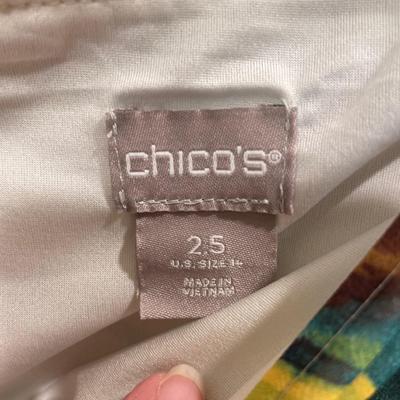 chico's®
2.5
U.S. SIZE 14
MADE IN
VIETNAM